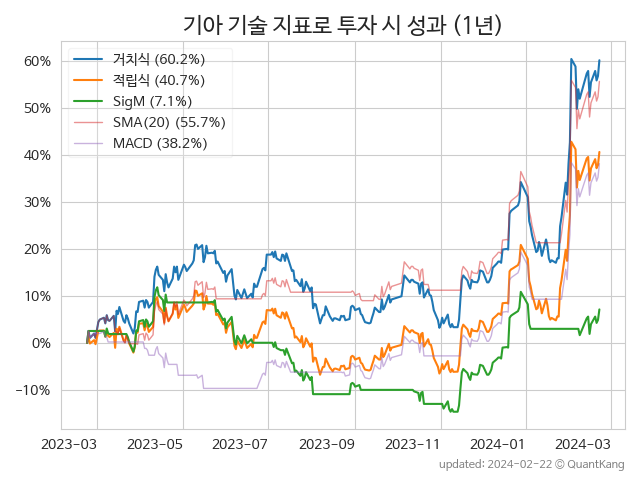 기아 기술 지표로 투자 시 성과 (1년)
거치식 (60.2%)
적립식 (40.7%)
SigM (7.1%)
SMA(20) (55.7%)
MACD (38.2%)
60%
50%
40%
30%
20%
10%
0%
−10%
2023-03 2023-05 2023-07 2023-09 2023-11 2024-01 2024-03
updated: 2024-02-22 © QuantKang